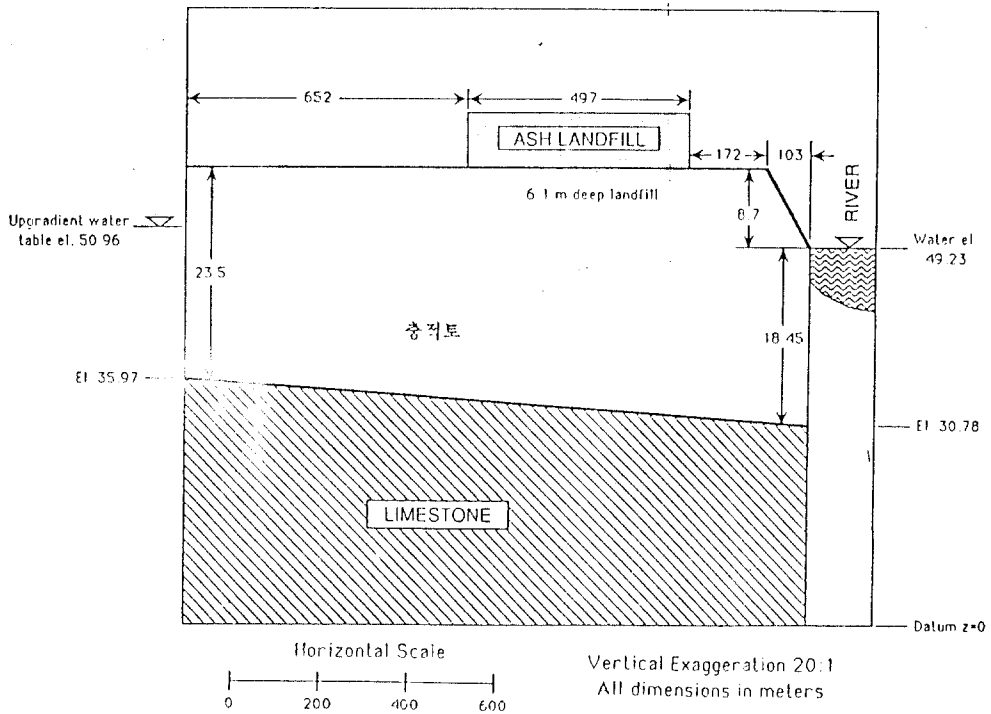 652
497
ASH LANDFILL
172
103
6.1 m deep landfill
8.7
RIVER
Upgradient water
table el. 50.96
Water el
49.23
23.5
충적토
18.45
El 35.97
El 30.78
LIMESTONE
Datum z=0
Horizontal Scale
0 200 400 600
Vertical Exaggeration 20:1
All dimensions in meters